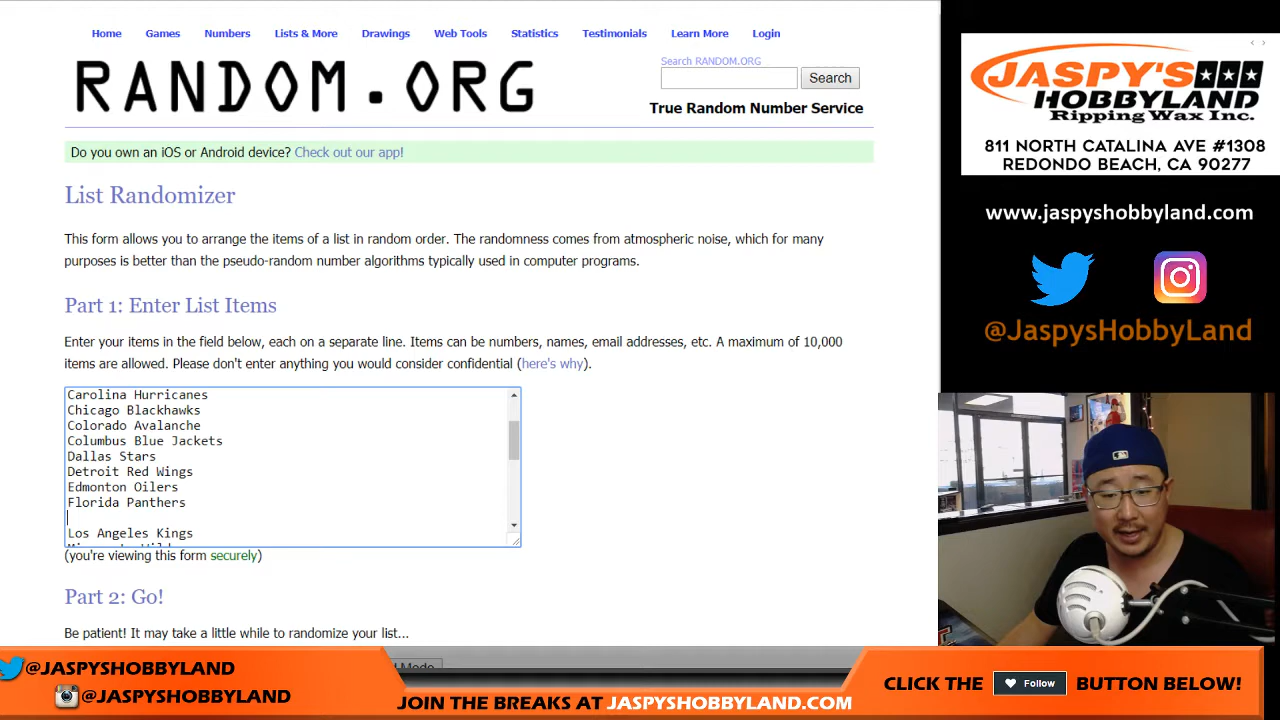 Home Games Numbers Lists & More Drawings Web Tools Statistics Testimonials Learn More Login
RANDOM.ORG
Search RANDOM.ORG
Search
True Random Number Service
Do you own an iOS or Android device? Check out our app!
List Randomizer
This form allows you to arrange the items of a list in random order. The randomness comes from atmospheric noise, which for many
purposes is better than the pseudo-random number algorithms typically used in computer programs.
Part 1: Enter List Items
Enter your items in the field below, each on a separate line. Items can be numbers, names, email addresses, etc. A maximum of 10,000
items are allowed. Please don't enter anything you would consider confidential (here's why).
Carolina Hurricanes
Chicago Blackhawks
Colorado Avalanche
Columbus Blue Jackets
Dallas Stars
Detroit Red Wings
Edmonton Oilers
Florida Panthers
Los Angeles Kings
(you're viewing this form securely)
Part 2: Go!
Be patient! It may take a little while to randomize your list...
JASPY'S
HOBBYLAND
Ripping Wax Inc.
811 NORTH CATALINA AVE #1308
REDONDO BEACH, CA 90277
www.jaspyshobbyland.com
@JaspysHobbyLand
@JASPYSHOBBYLAND
@JASPYSHOBBYLAND
JOIN THE BREAKS AT JASPYSHOBBYLAND.COM
CLICK THE Follow BUTTON BELOW!